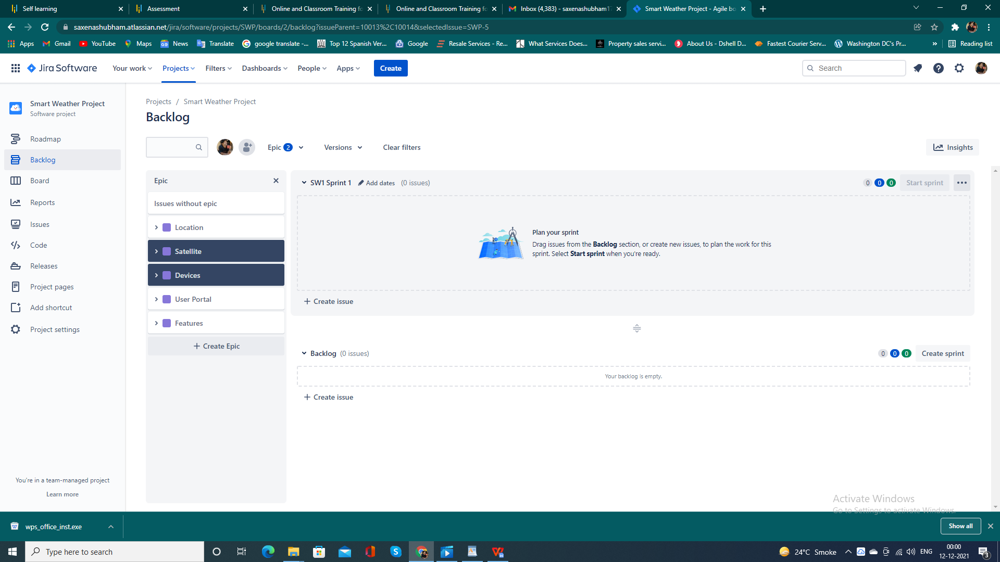 Self learning
Assessment
Online and Classroom Training fo
Online and Classroom Training fo
Inbox (4,383) - saxenashubham17
Smart Weather Project - Agile bo
saxenashubham.atlassian.net/jira/software/projects/SWP/boards/2/backlog?issueParent=10013%2C10014&selectedIssue=SWP-5
Apps
Gmail
YouTube
Maps
News
Translate
google translate -...
Top 12 Spanish Ver...
Google
Resale Services - Re...
What Services Does...
Property sales servi...
About Us - Dshell D...
Fastest Courier Serv...
Washington DC's Pr...
»
Reading list
Jira Software
Your work
Projects
Filters
Dashboards
People
Apps
Create
Search
Smart Weather Project
Software project
Roadmap
Backlog
Board
Reports
Issues
Code
Releases
Project pages
Add shortcut
Project settings
You're in a team-managed project
Learn more
Projects / Smart Weather Project
Backlog
Epic 2
Versions
Clear filters
Insights
Epic
Issues without epic
Location
Satellite
Devices
User Portal
Features
+ Create Epic
SW1 Sprint 1
Add dates
(0 issues)
0 0 0
Start sprint
Plan your sprint
Drag issues from the Backlog section, or create new issues, to plan the work for this
sprint. Select Start sprint when you're ready.
+ Create issue
Backlog (0 issues)
0 0 0
Create sprint
Your backlog is empty.
+ Create issue
Activate Windows
Go to Settings to activate Windows.
wps_office_inst.exe
Show all
Type here to search
24°C Smoke
ENG
00:00
12-12-2021
3